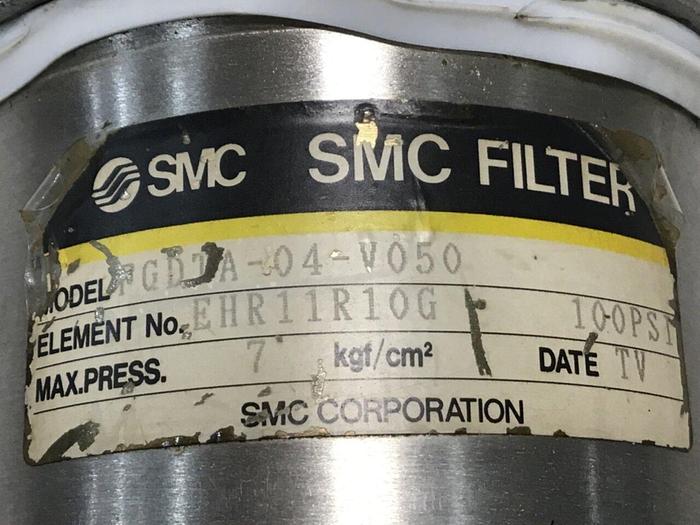 SMC SMC FILTER
MODEL FGDTA-04-V050
ELEMENT No. EHR11R10G 100PSI
MAX.PRESS. 7 kgf/cm² DATE TV
SMC CORPORATION